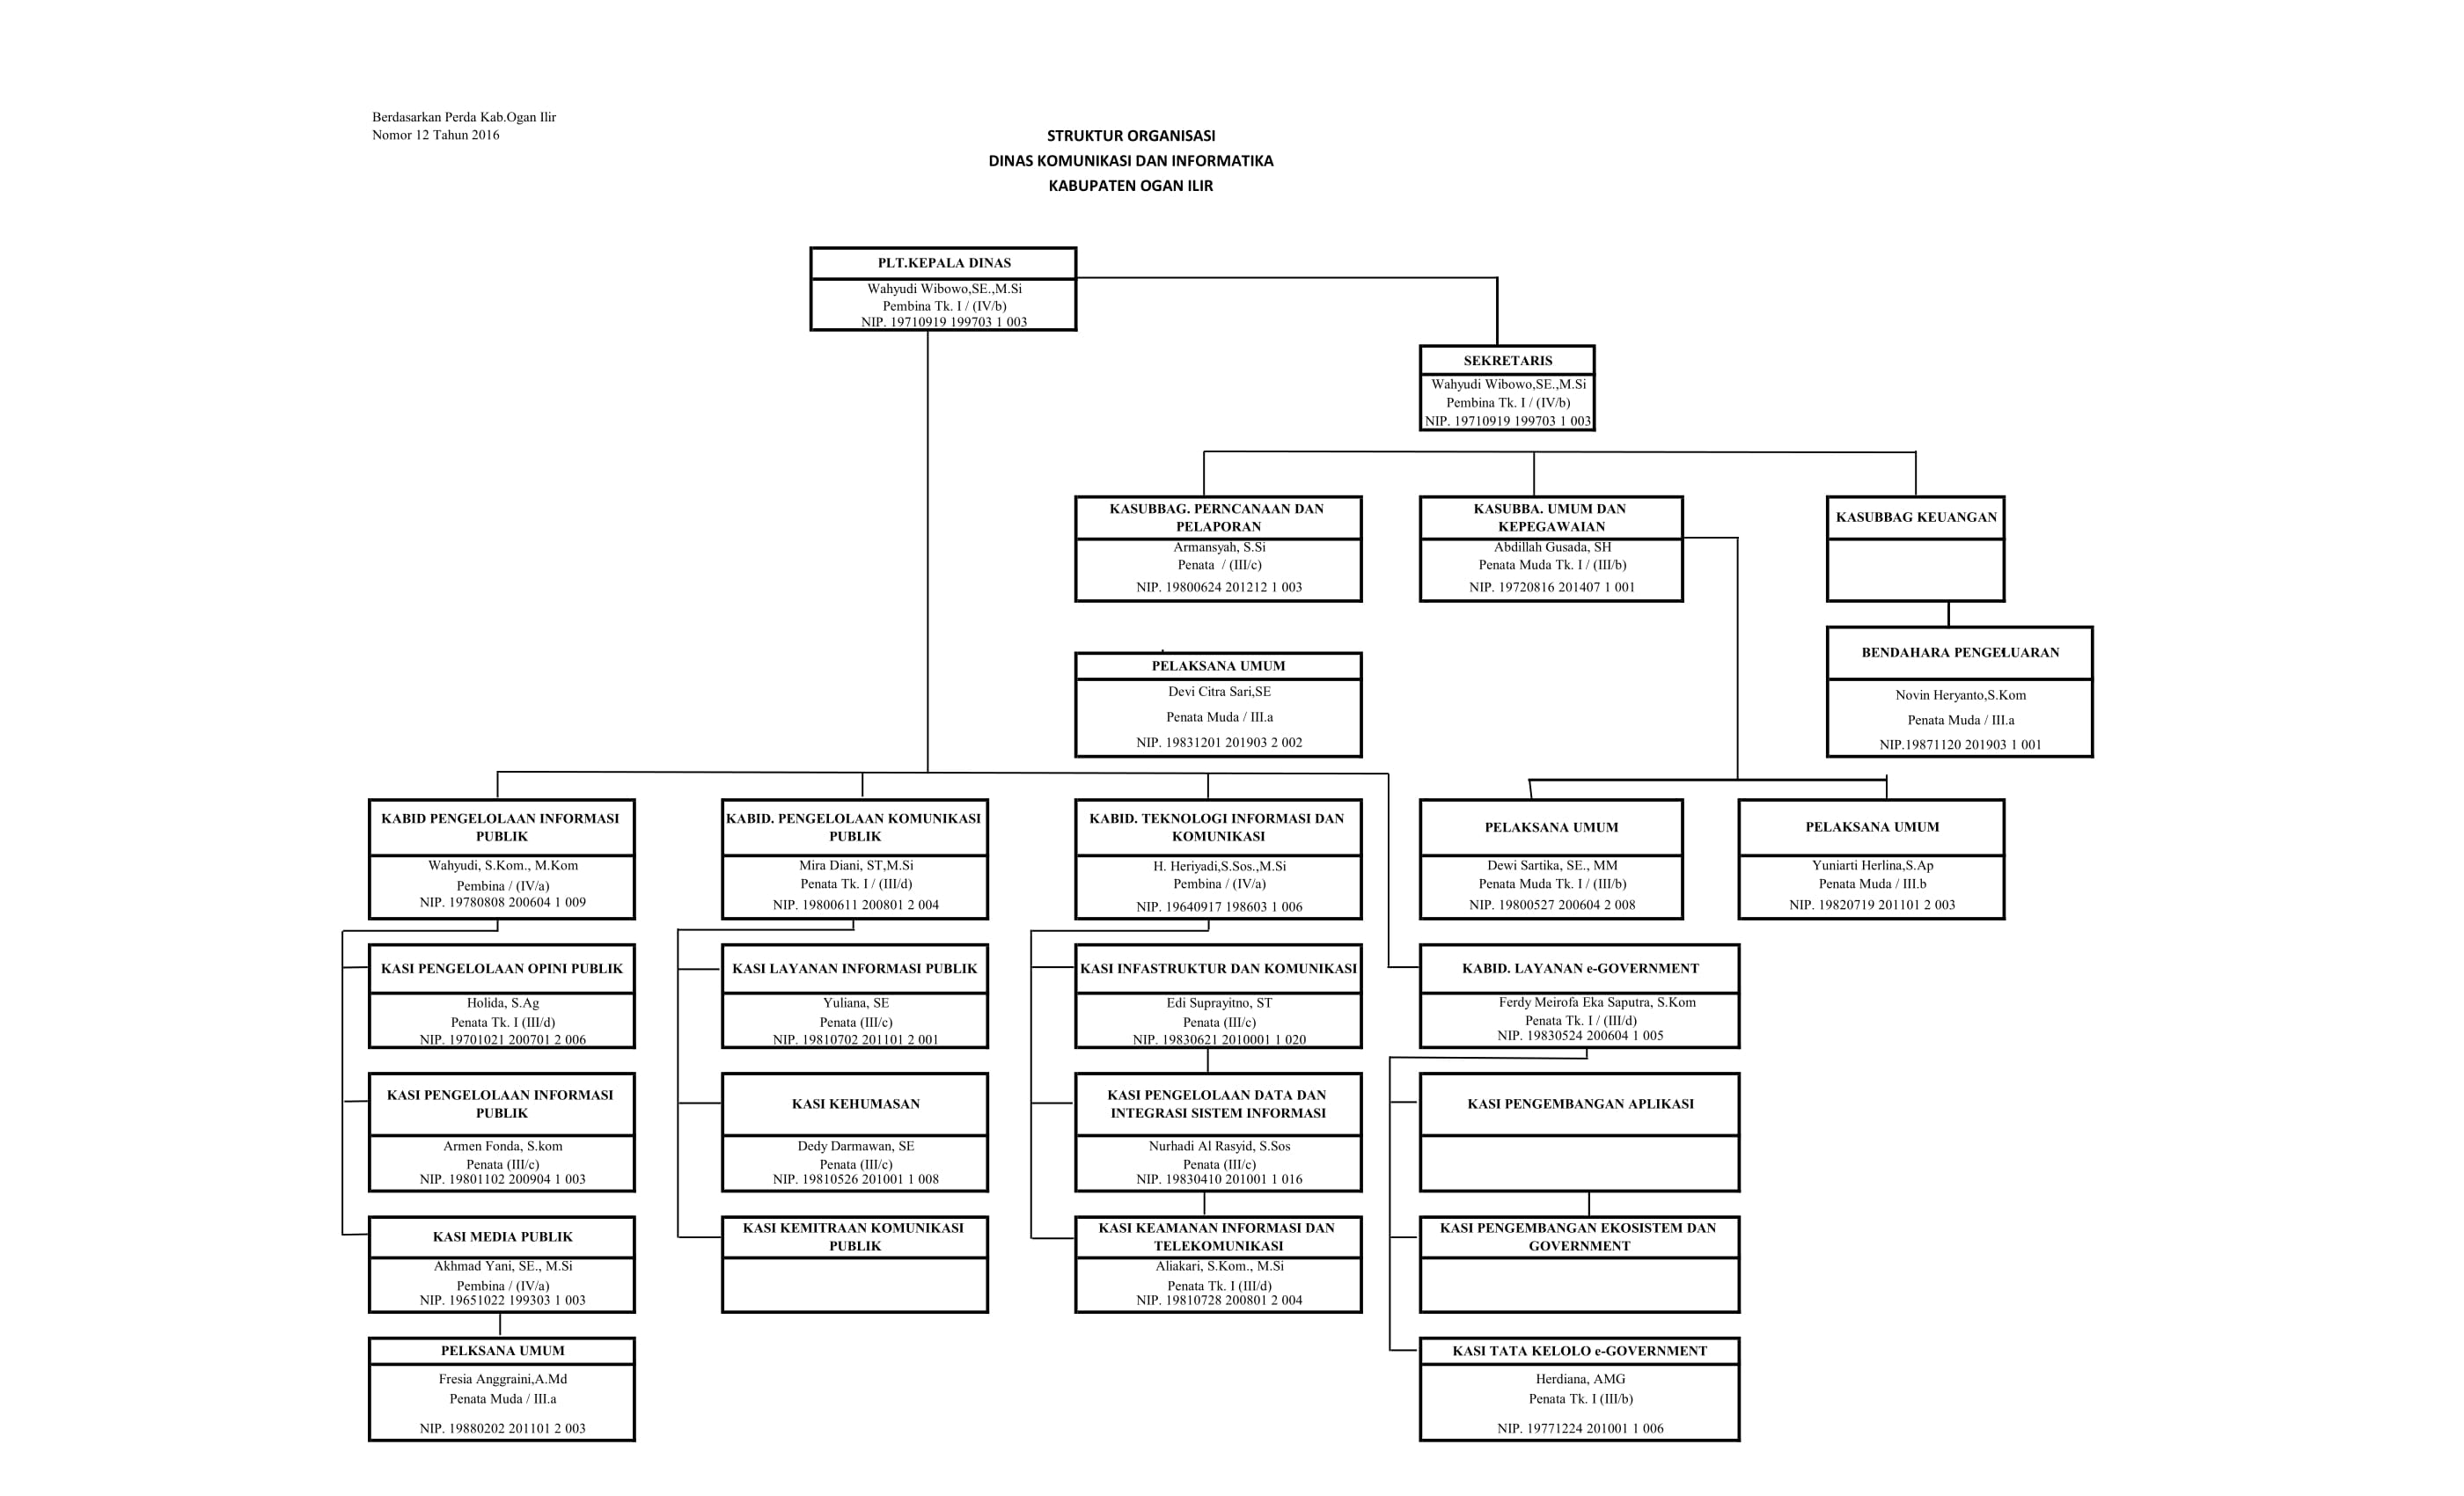 Berdasarkan Perda Kab.Ogan Ilir
Nomor 12 Tahun 2016
STRUKTUR ORGANISASI
DINAS KOMUNIKASI DAN INFORMATIKA
KABUPATEN OGAN ILIR
PLT.KEPALA DINAS
Wahyudi Wibowo,SE.,M.Si
Pembina Tk. I / (IV/b)
NIP. 19710919 199703 1 003
SEKRETARIS
Wahyudi Wibowo,SE.,M.Si
Pembina Tk. I / (IV/b)
NIP. 19710919 199703 1 003
KASUBBAG. PERNCANAAN DAN
PELAPORAN
Armansyah, S.Si
Penata / (III/c)
NIP. 19800624 201212 1 003
KASUBBA. UMUM DAN
KEPEGAWAIAN
Abdillah Gusada, SH
Penata Muda Tk. I / (III/b)
NIP. 19720816 201407 1 001
KASUBBAG KEUANGAN
PELAKSANA UMUM
Devi Citra Sari,SE
Penata Muda / III.a
NIP. 19831201 201903 2 002
BENDAHARA PENGELUARAN
Novin Heryanto,S.Kom
Penata Muda / III.a
NIP.19871120 201903 1 001
KABID PENGELOLAAN INFORMASI
PUBLIK
Wahyudi, S.Kom., M.Kom
Pembina / (IV/a)
NIP. 19780808 200604 1 009
KABID. PENGELOLAAN KOMUNIKASI
PUBLIK
Mira Diani, ST,M.Si
Penata Tk. I / (III/d)
NIP. 19800611 200801 2 004
KABID. TEKNOLOGI INFORMASI DAN
KOMUNIKASI
H. Heriyadi,S.Sos.,M.Si
Pembina / (IV/a)
NIP. 19640917 198603 1 006
PELAKSANA UMUM
Dewi Sartika, SE., MM
Penata Muda Tk. I / (III/b)
NIP. 19800527 200604 2 008
PELAKSANA UMUM
Yuniarti Herlina,S.Ap
Penata Muda / III.b
NIP. 19820719 201101 2 003
KASI PENGELOLAAN OPINI PUBLIK
Holida, S.Ag
Penata Tk. I (III/d)
NIP. 19701021 200701 2 006
KASI LAYANAN INFORMASI PUBLIK
Yuliana, SE
Penata (III/c)
NIP. 19810702 201101 2 001
KASI INFASTRUKTUR DAN KOMUNIKASI
Edi Suprayitno, ST
Penata (III/c)
NIP. 19830621 2010001 1 020
KABID. LAYANAN e-GOVERNMENT
Ferdy Meirofa Eka Saputra, S.Kom
Penata Tk. I / (III/d)
NIP. 19830524 200604 1 005
KASI PENGELOLAAN INFORMASI
PUBLIK
Armen Fonda, S.kom
Penata (III/c)
NIP. 19801102 200904 1 003
KASI KEHUMASAN
Dedy Darmawan, SE
Penata (III/c)
NIP. 19810526 201001 1 008
KASI PENGELOLAAN DATA DAN
INTEGRASI SISTEM INFORMASI
Nurhadi Al Rasyid, S.Sos
Penata (III/c)
NIP. 19830410 201001 1 016
KASI PENGEMBANGAN APLIKASI
KASI MEDIA PUBLIK
Akhmad Yani, SE., M.Si
Pembina / (IV/a)
NIP. 19651022 199303 1 003
KASI KEMITRAAN KOMUNIKASI
PUBLIK
KASI KEAMANAN INFORMASI DAN
TELEKOMUNIKASI
Aliakari, S.Kom., M.Si
Penata Tk. I (III/d)
NIP. 19810728 200801 2 004
KASI PENGEMBANGAN EKOSISTEM DAN
GOVERNMENT
PELKSANA UMUM
Fresia Anggraini,A.Md
Penata Muda / III.a
NIP. 19880202 201101 2 003
KASI TATA KELOLO e-GOVERNMENT
Herdiana, AMG
Penata Tk. I (III/b)
NIP. 19771224 201001 1 006